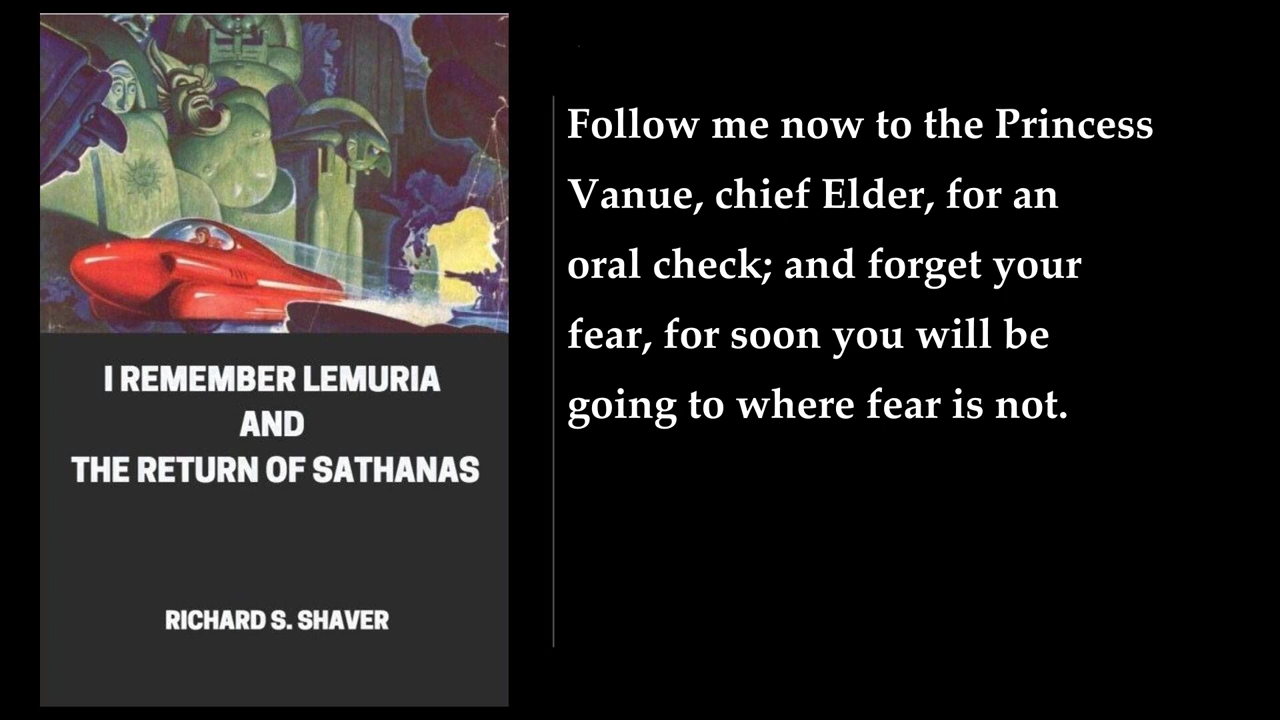 I REMEMBER LEMURIA
AND
THE RETURN OF SATHANAS
RICHARD S. SHAVER
Follow me now to the Princess
Vanue, chief Elder, for an
oral check; and forget your
fear, for soon you will be
going to where fear is not.